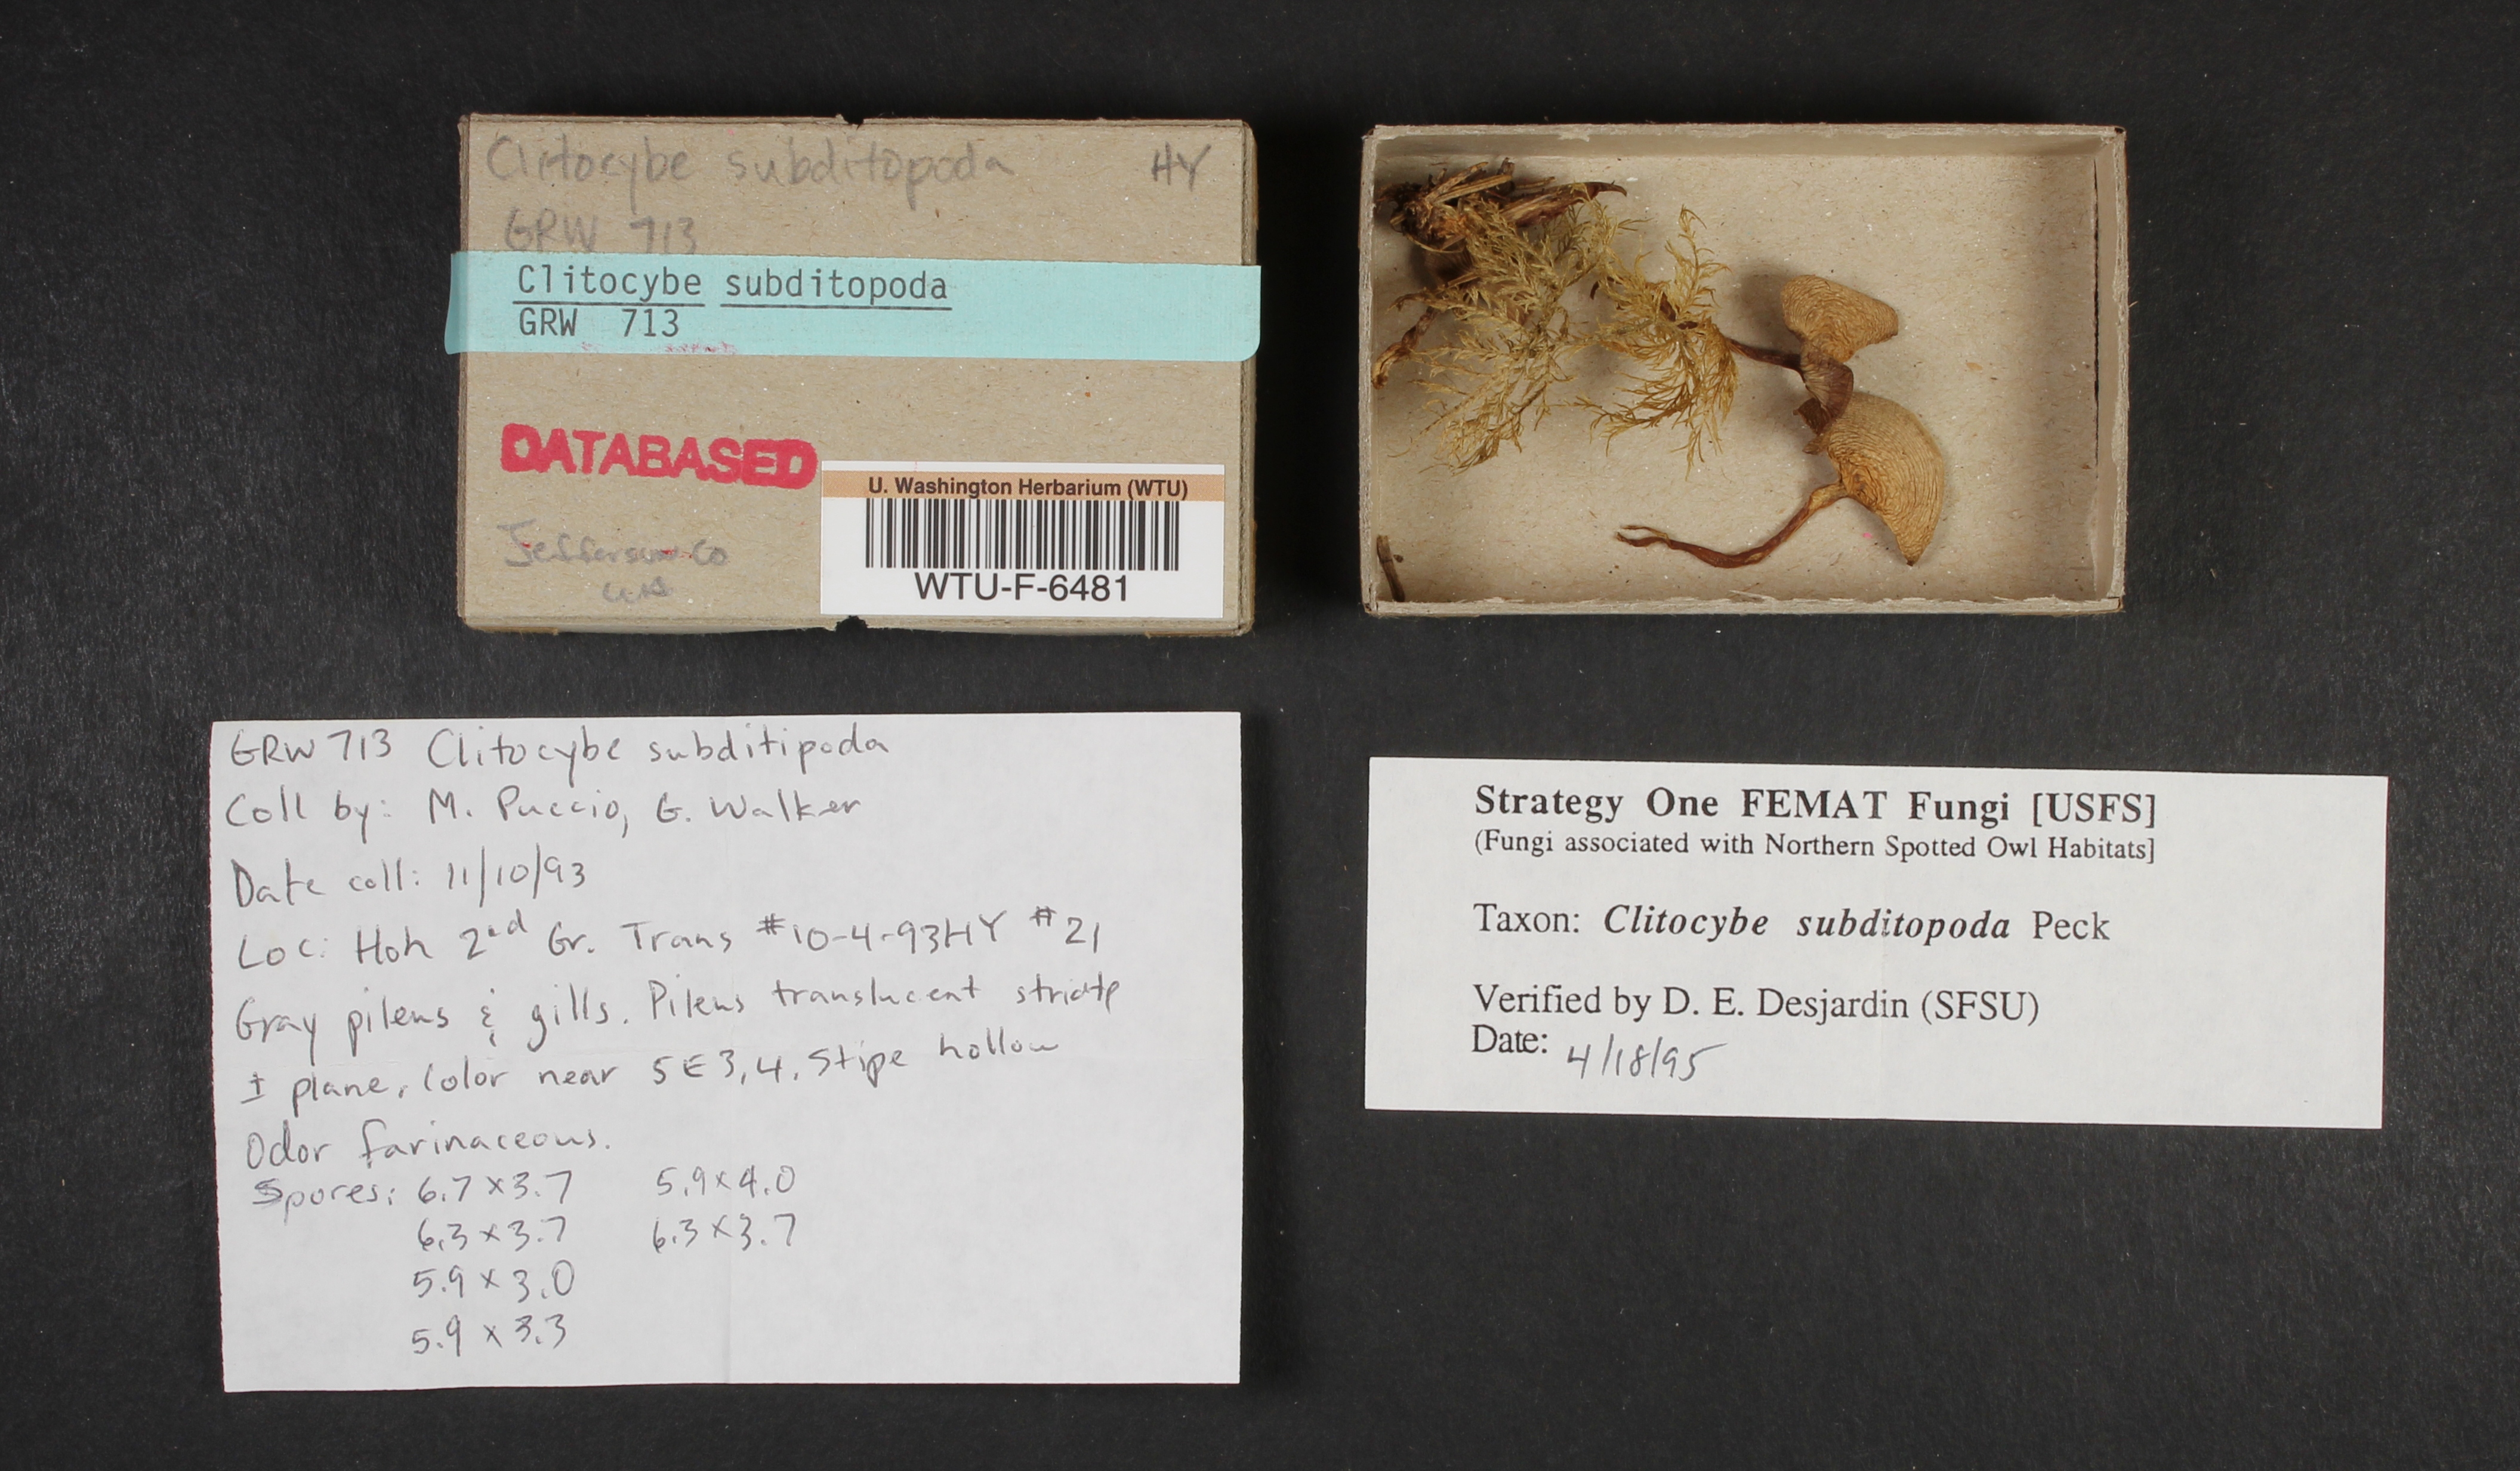 Clitocybe subditopoda HY
GRW 713
Clitocybe subditopoda
GRW 713
DATABASED
Jefferson Co
WA
U. Washington Herbarium (WTU)
WTU-F-6481
GRW 713 Clitocybe subditipoda
Coll by: M. Puccio, G. Walker
Date coll: 11/10/93
Loc: Hoh 2nd Gr. Trans #10-4-93HY #21
Gray pileus & gills. Pileus translucent striate
± plane, Color near 5E3,4. Stipe hollow
Odor farinaceous.
Spores: 6.7 x 3.7 5.9 x 4.0
6.3 x 3.7 6.3 x 3.7
5.9 x 3.0
5.9 x 3.3
Strategy One FEMAT Fungi [USFS]
(Fungi associated with Northern Spotted Owl Habitats]
Taxon: Clitocybe subditopoda Peck
Verified by D. E. Desjardin (SFSU)
Date: 4/18/95